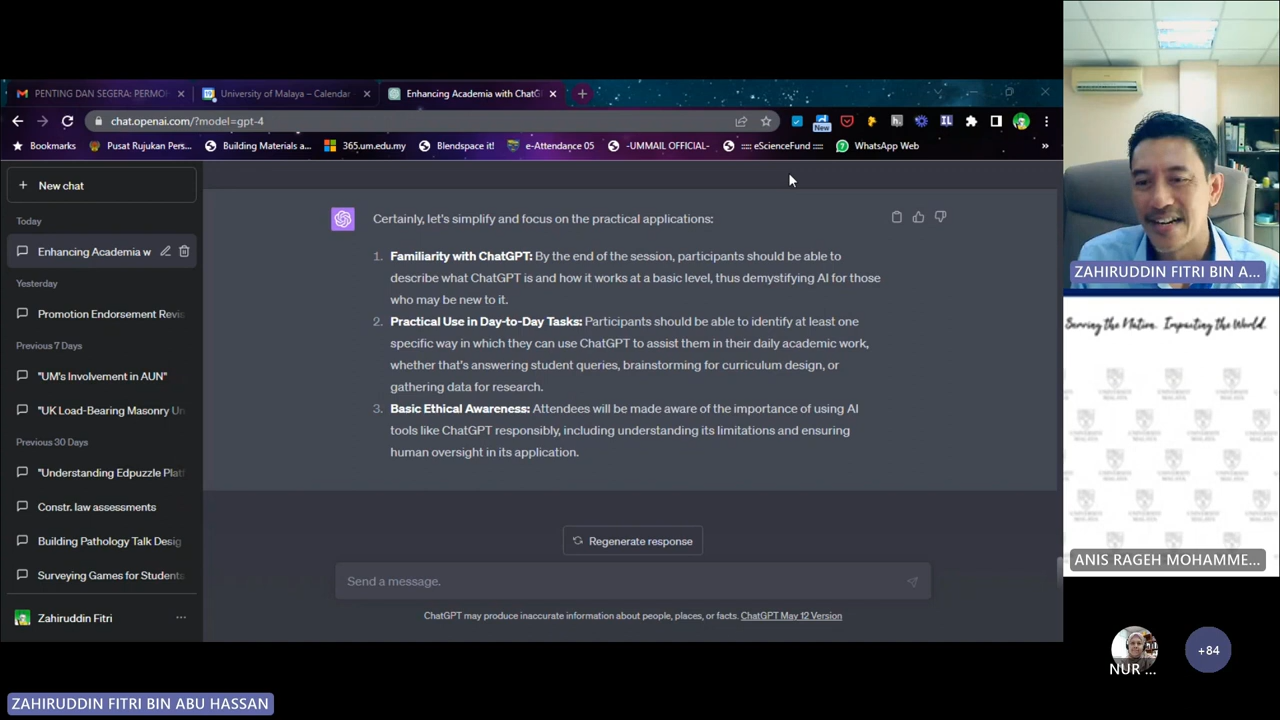 PENTING DAN SEGERA: PERMOH
University of Malaya – Calendar
Enhancing Academia with ChatG
chat.openai.com/?model=gpt-4
New
Bookmarks
Pusat Rujukan Pers...
Building Materials a...
365.um.edu.my
Blendspace it!
e-Attendance 05
-UMMAIL OFFICIAL-
::::: eScienceFund :::::
WhatsApp Web
New chat
Today
Enhancing Academia w
Yesterday
Promotion Endorsement Revis
Previous 7 Days
"UM's Involvement in AUN"
"UK Load-Bearing Masonry Un
Previous 30 Days
"Understanding Edpuzzle Platf
Constr. law assessments
Building Pathology Talk Desig
Surveying Games for Students
Zahiruddin Fitri
Certainly, let's simplify and focus on the practical applications:
1. Familiarity with ChatGPT: By the end of the session, participants should be able to
describe what ChatGPT is and how it works at a basic level, thus demystifying AI for those
who may be new to it.
2. Practical Use in Day-to-Day Tasks: Participants should be able to identify at least one
specific way in which they can use ChatGPT to assist them in their daily academic work,
whether that's answering student queries, brainstorming for curriculum design, or
gathering data for research.
3. Basic Ethical Awareness: Attendees will be made aware of the importance of using AI
tools like ChatGPT responsibly, including understanding its limitations and ensuring
human oversight in its application.
Regenerate response
Send a message.
ChatGPT may produce inaccurate information about people, places, or facts. ChatGPT May 12 Version
ZAHIRUDDIN FITRI BIN A...
Serving the Nation. Impacting the World.
ANIS RAGEH MOHAMME...
NUR ...
+84
ZAHIRUDDIN FITRI BIN ABU HASSAN